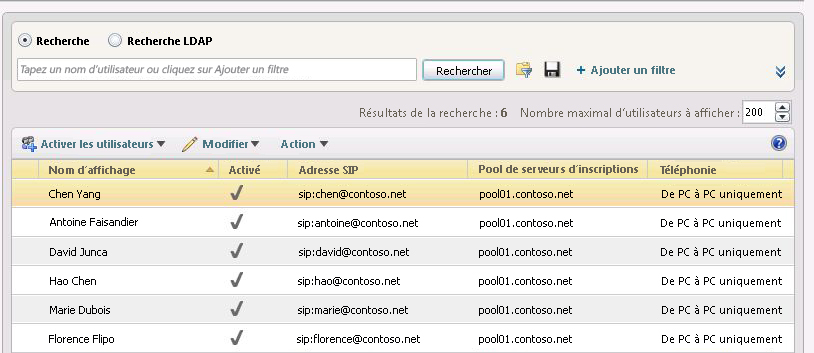 Recherche Recherche LDAP
Tapez un nom d'utilisateur ou cliquez sur Ajouter un filtre Rechercher + Ajouter un filtre
Résultats de la recherche : 6 Nombre maximal d'utilisateurs à afficher : 200
Activer les utilisateurs Modifier Action ?
Nom d'affichage Activé Adresse SIP Pool de serveurs d'inscriptions Téléphonie
Chen Yang sip:chen@contoso.net pool01.contoso.net De PC à PC uniquement
Antoine Faisandier sip:antoine@contoso.net pool01.contoso.net De PC à PC uniquement
David Junca sip:david@contoso.net pool01.contoso.net De PC à PC uniquement
Hao Chen sip:hao@contoso.net pool01.contoso.net De PC à PC uniquement
Marie Dubois sip:marie@contoso.net pool01.contoso.net De PC à PC uniquement
Florence Flipo sip:florence@contoso.net pool01.contoso.net De PC à PC uniquement